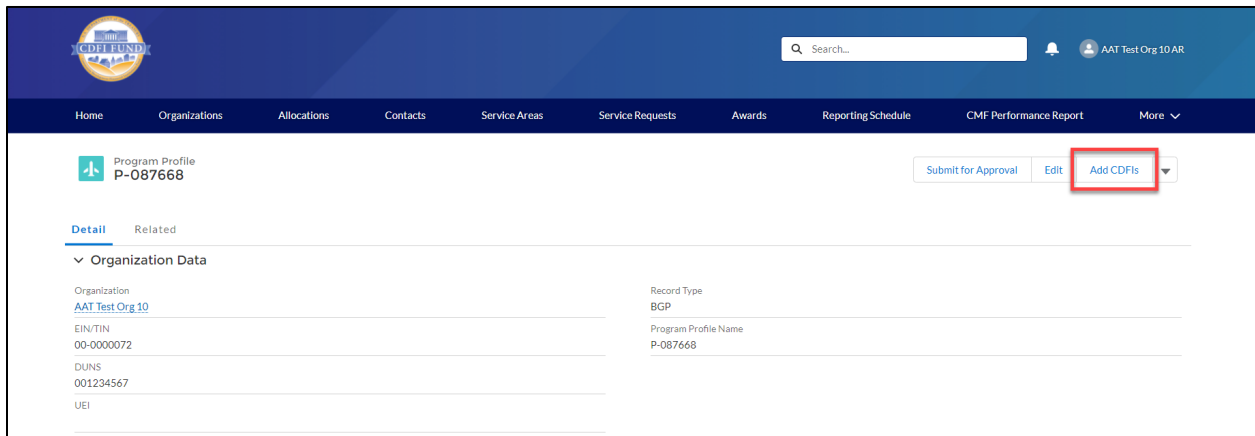 CDFI FUND
Search...
AAT Test Org 10 AR
Home Organizations Allocations Contacts Service Areas Service Requests Awards Reporting Schedule CMF Performance Report More
Program Profile
P-087668
Submit for Approval Edit Add CDFIs
Detail Related
Organization Data
Organization Record Type
AAT Test Org 10 BGP
EIN/TIN Program Profile Name
00-0000072 P-087668
DUNS
001234567
UEI